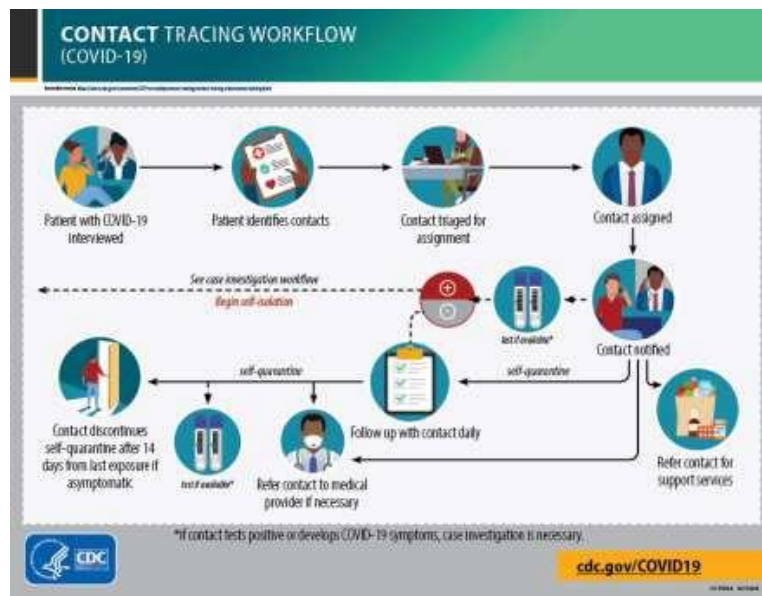 CONTACT TRACING WORKFLOW
(COVID-19)
Patient with COVID-19
interviewed
Patient identifies contacts
Contact triaged for
assignment
Contact assigned
See case investigation workflow
Begin self-isolation
test if available*
Contact notified
self-quarantine
self-quarantine
Contact discontinues
self-quarantine after 14
days from last exposure if
asymptomatic
test if available*
Refer contact to medical
provider if necessary
Follow up with contact daily
Refer contact for
support services
*If contact tests positive or develops COVID-19 symptoms, case investigation is necessary.
CDC
cdc.gov/COVID19